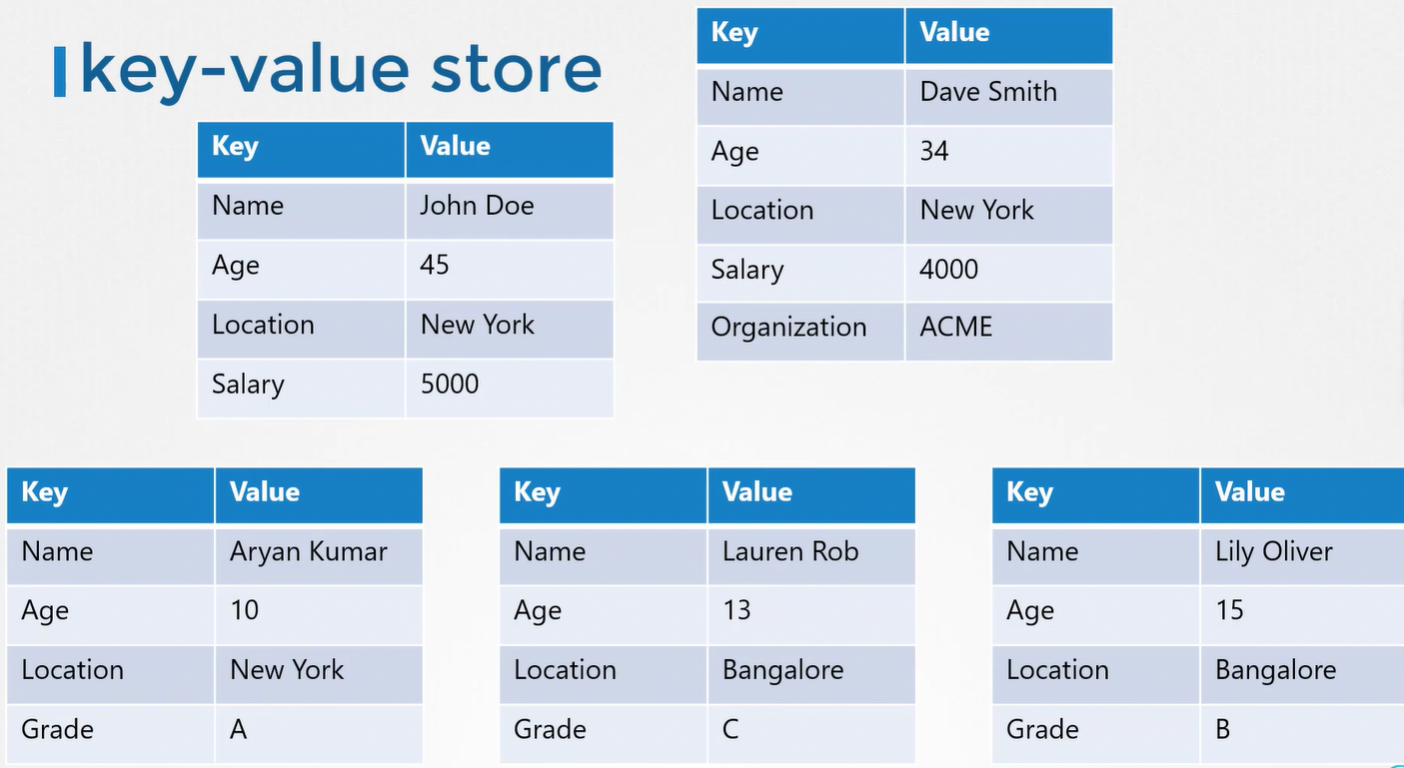 key-value store
Key Value
Name John Doe
Age 45
Location New York
Salary 5000
Key Value
Name Dave Smith
Age 34
Location New York
Salary 4000
Organization ACME
Key Value
Name Aryan Kumar
Age 10
Location New York
Grade A
Key Value
Name Lauren Rob
Age 13
Location Bangalore
Grade C
Key Value
Name Lily Oliver
Age 15
Location Bangalore
Grade B